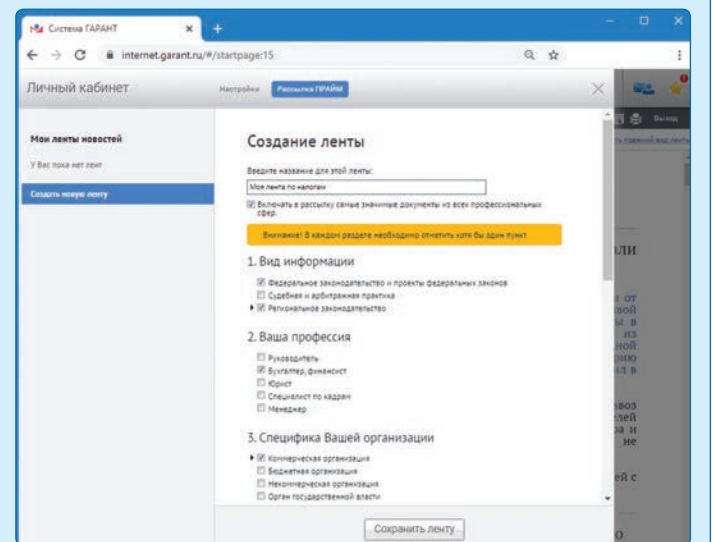 Система ГАРАНТ
internet.garant.ru/#/startpage:15
Личный кабинет
Настройки
Рассылка ПРАЙМ
Выход
Мои ленты новостей
У Вас пока нет лент
Создать новую ленту
Создание ленты
Введите название для этой ленты:
Моя лента по налогам
Включать в рассылку самые значимые документы из всех профессиональных
сфер.
Внимание! В каждом разделе необходимо отметить хотя бы один пункт
1. Вид информации
Федеральное законодательство и проекты федеральных законов
Судебная и арбитражная практика
Региональное законодательство
2. Ваша профессия
Руководитель
Бухгалтер, финансист
Юрист
Специалист по кадрам
Менеджер
3. Специфика Вашей организации
Коммерческая организация
Бюджетная организация
Некоммерческая организация
Орган государственной власти
Сохранить ленту